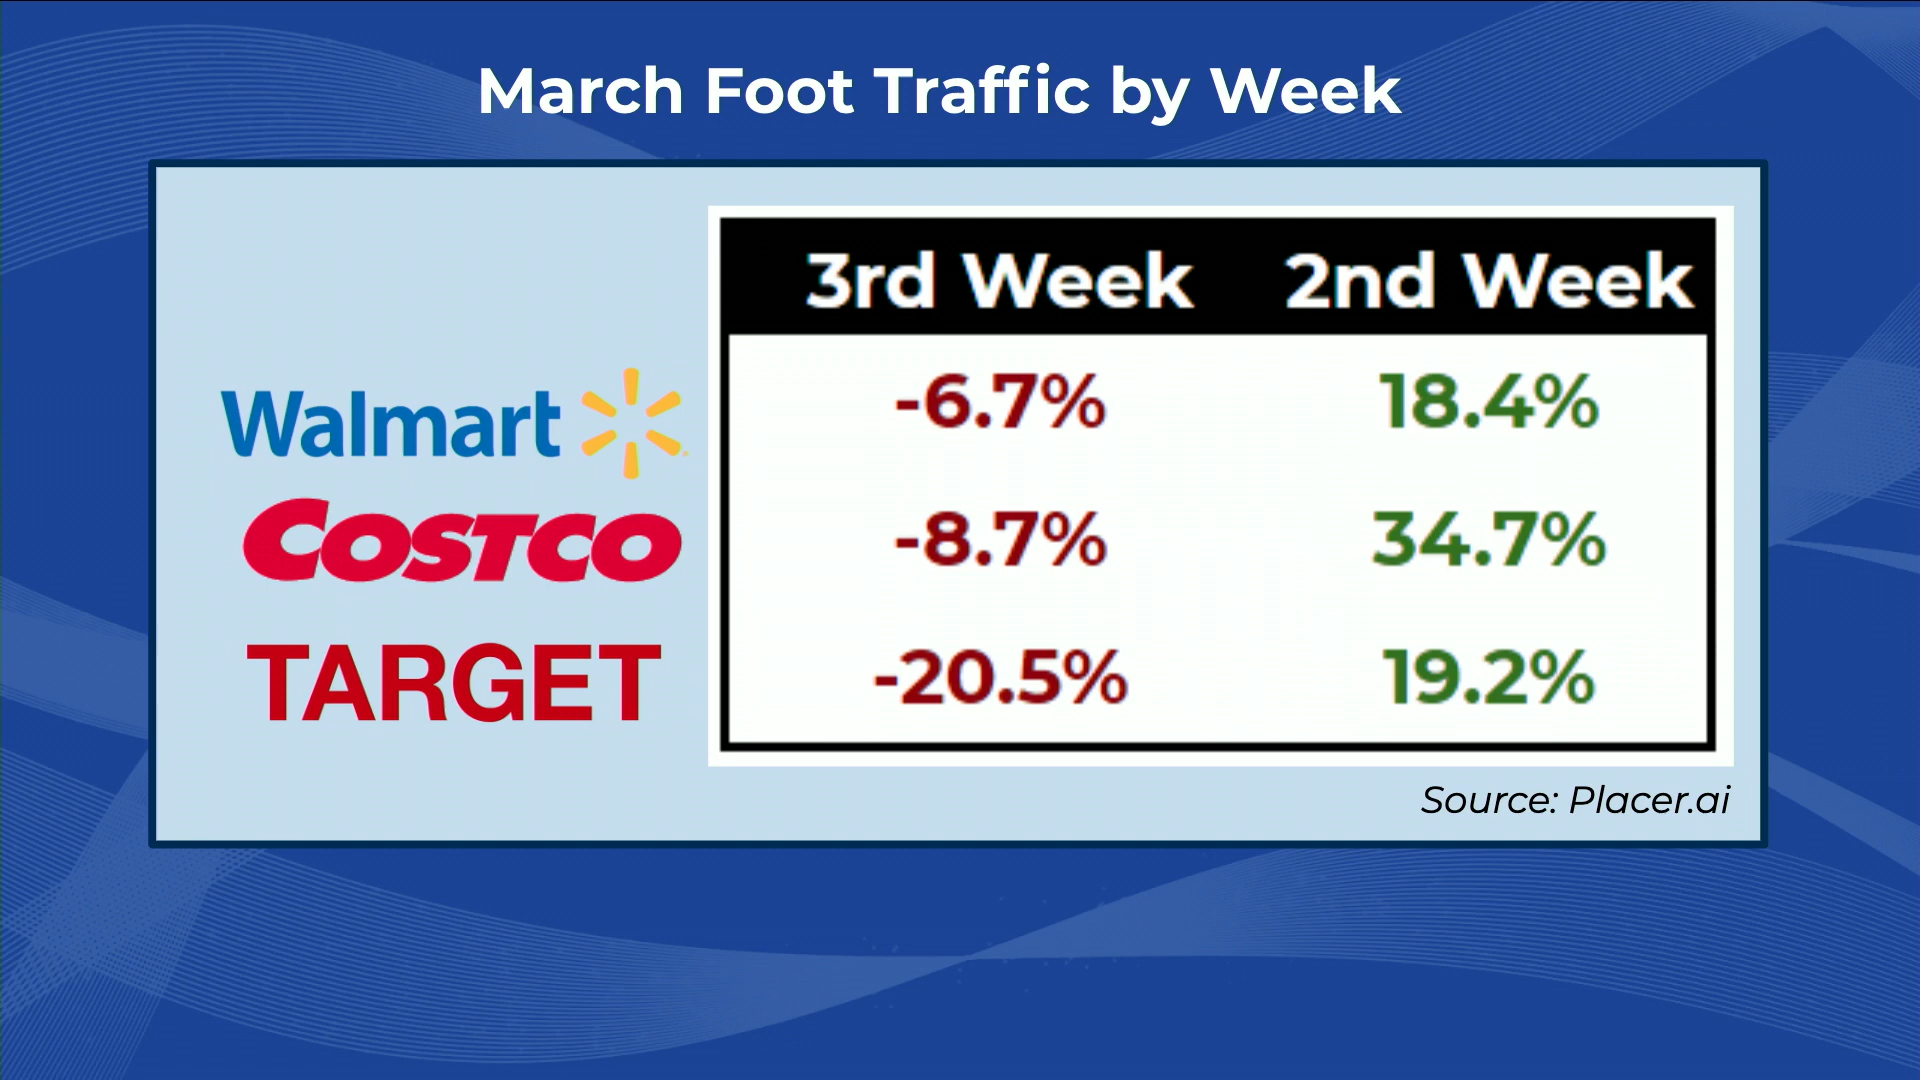 March Foot Traffic by Week
3rd Week 2nd Week
Walmart -6.7% 18.4%
COSTCO -8.7% 34.7%
TARGET -20.5% 19.2%
Source: Placer.ai